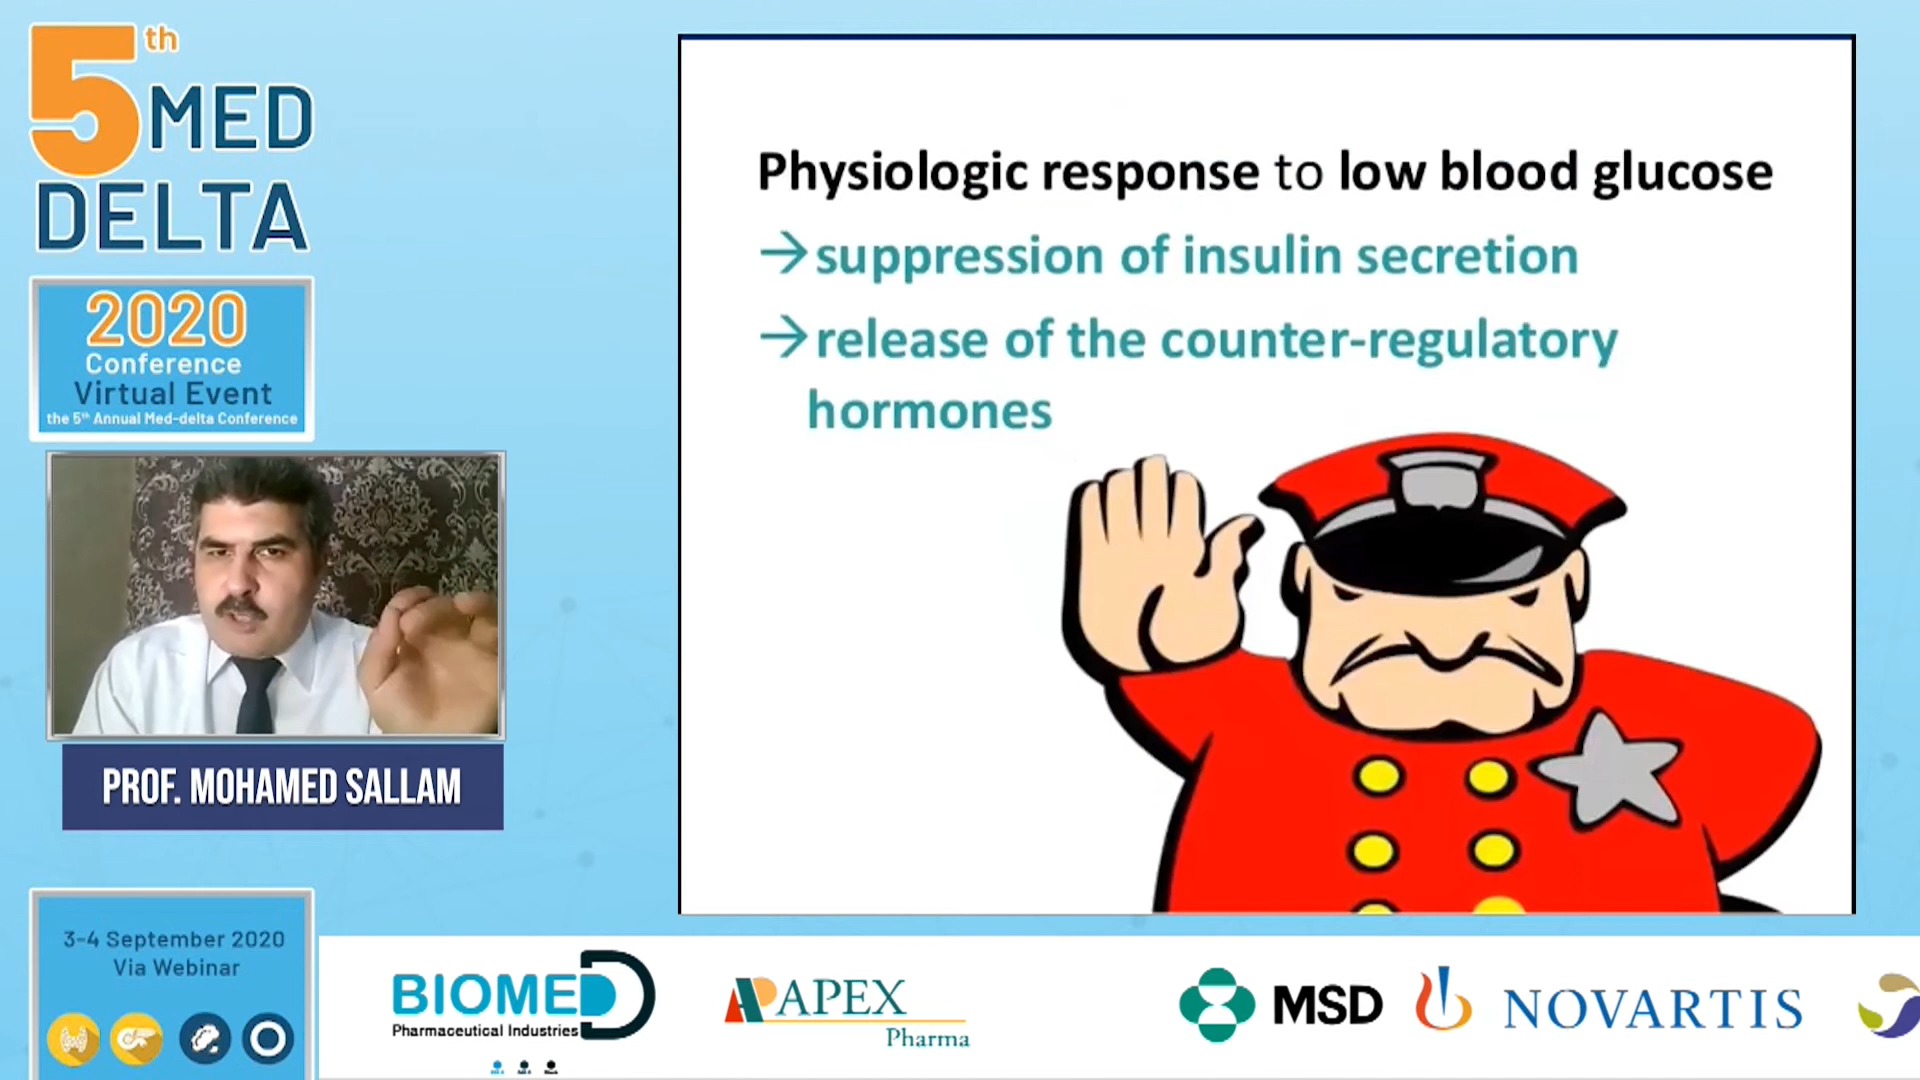 5th MED
DELTA
2020
Conference
Virtual Event
the 5th Annual Med-delta Conference
PROF. MOHAMED SALLAM
3-4 September 2020
Via Webinar
Physiologic response to low blood glucose
→suppression of insulin secretion
→release of the counter-regulatory
hormones
BIOMED
Pharmaceutical Industries
APEX
Pharma
MSD
NOVARTIS